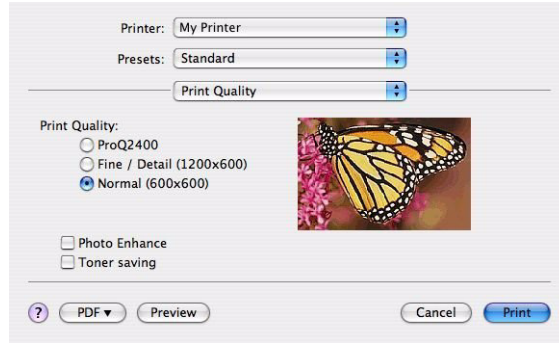 Printer: My Printer
Presets: Standard
Print Quality
Print Quality:
ProQ2400
Fine / Detail (1200x600)
Normal (600x600)
Photo Enhance
Toner saving
? PDF ▼ Preview Cancel Print